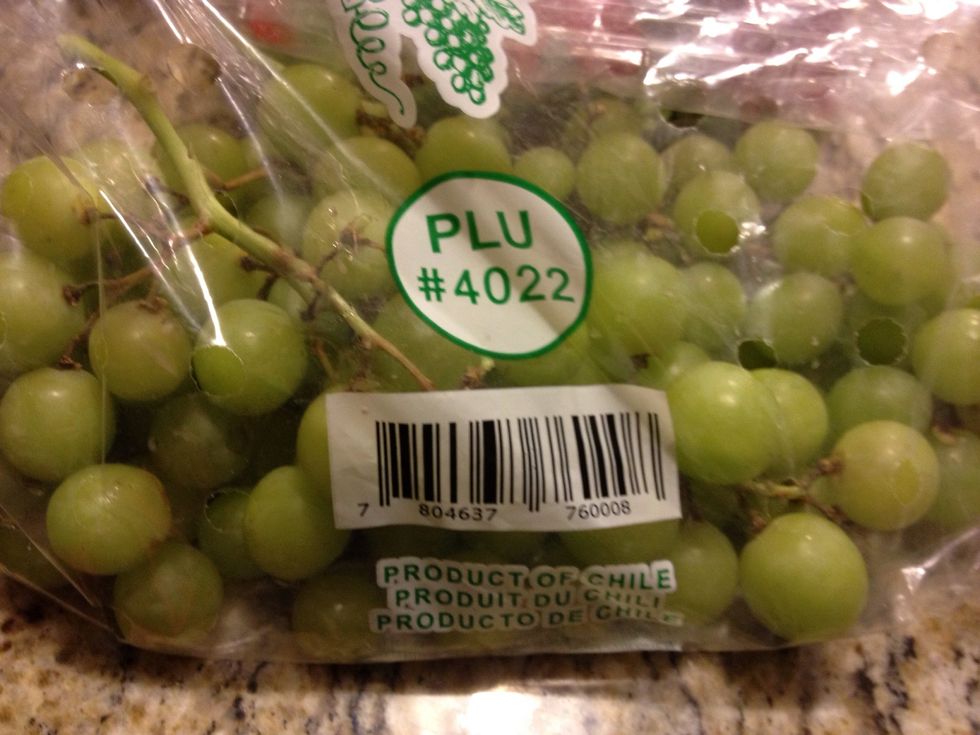 PLU
#4022
7 804637 760008
PRODUCT OF CHILE
PRODUIT DU CHILI
PRODUCTO DE CHILE